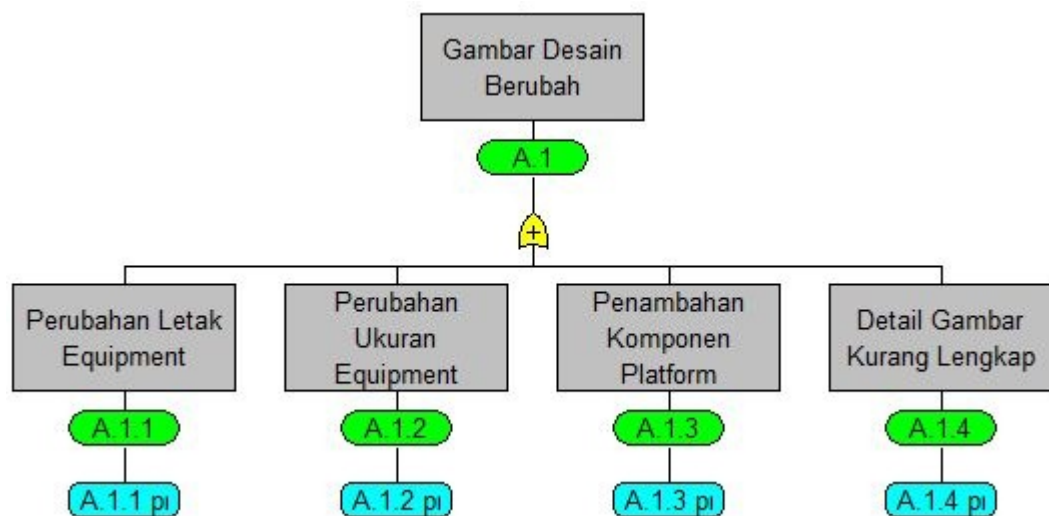 Gambar Desain
Berubah
A.1
+
Perubahan Letak
Equipment
Perubahan
Ukuran
Equipment
Penambahan
Komponen
Platform
Detail Gambar
Kurang Lengkap
A.1.1
A.1.2
A.1.3
A.1.4
A.1.1 pi
A.1.2 pi
A.1.3 pi
A.1.4 pi